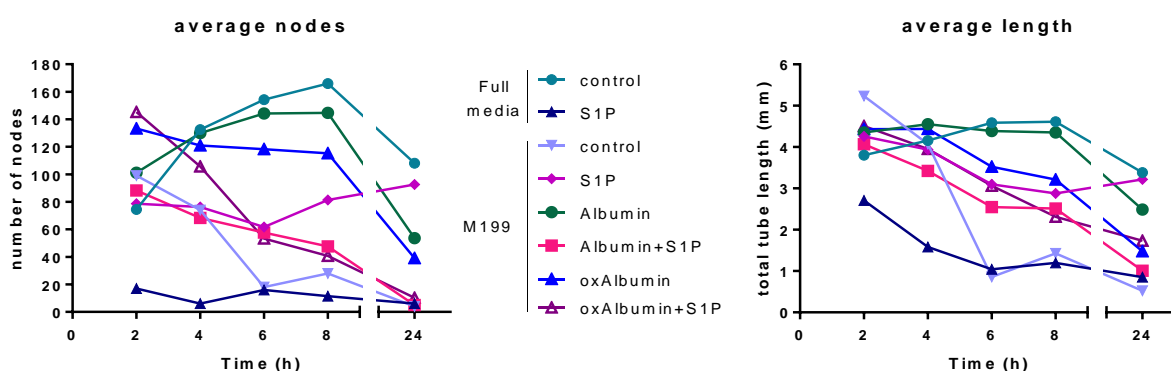 average nodes
number of nodes
180
160
140
120
100
80
60
40
20
0
0 2 4 6 8 24
Time (h)
Full media
control
S1P
M199
control
S1P
Albumin
Albumin+S1P
oxAlbumin
oxAlbumin+S1P
average length
total tube length (mm)
6
5
4
3
2
1
0
0 2 4 6 8 24
Time (h)